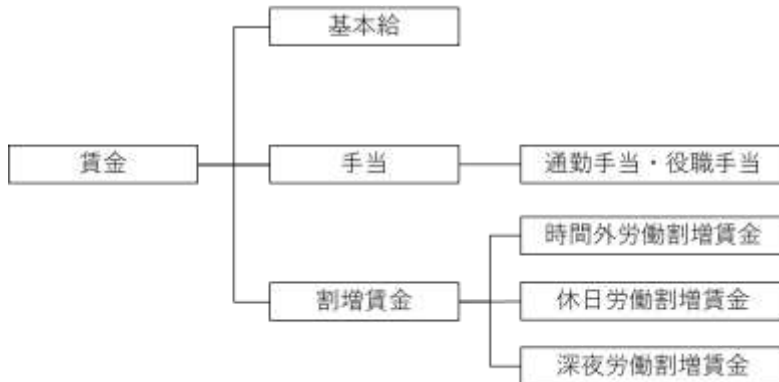 基本給
賃金
手当
通勤手当・役職手当
時間外労働割増賃金
割増賃金
休日労働割増賃金
深夜労働割増賃金